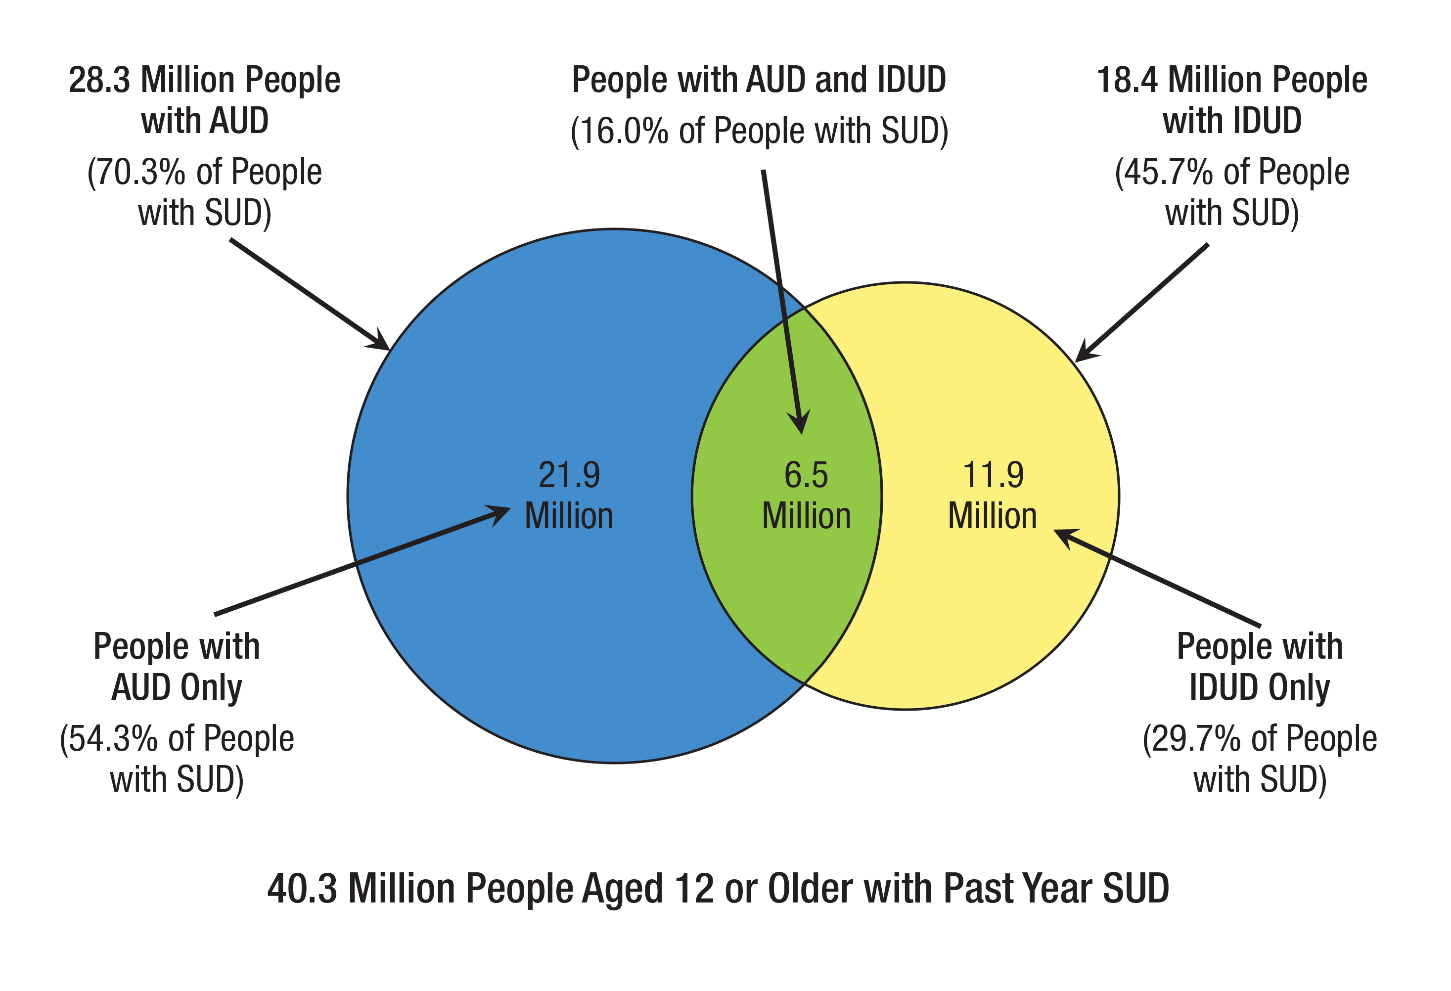 28.3 Million People
with AUD
(70.3% of People
with SUD)
People with AUD and IDUD
(16.0% of People with SUD)
18.4 Million People
with IDUD
(45.7% of People
with SUD)
21.9
Million
6.5
Million
11.9
Million
People with
AUD Only
(54.3% of People
with SUD)
People with
IDUD Only
(29.7% of People
with SUD)
40.3 Million People Aged 12 or Older with Past Year SUD